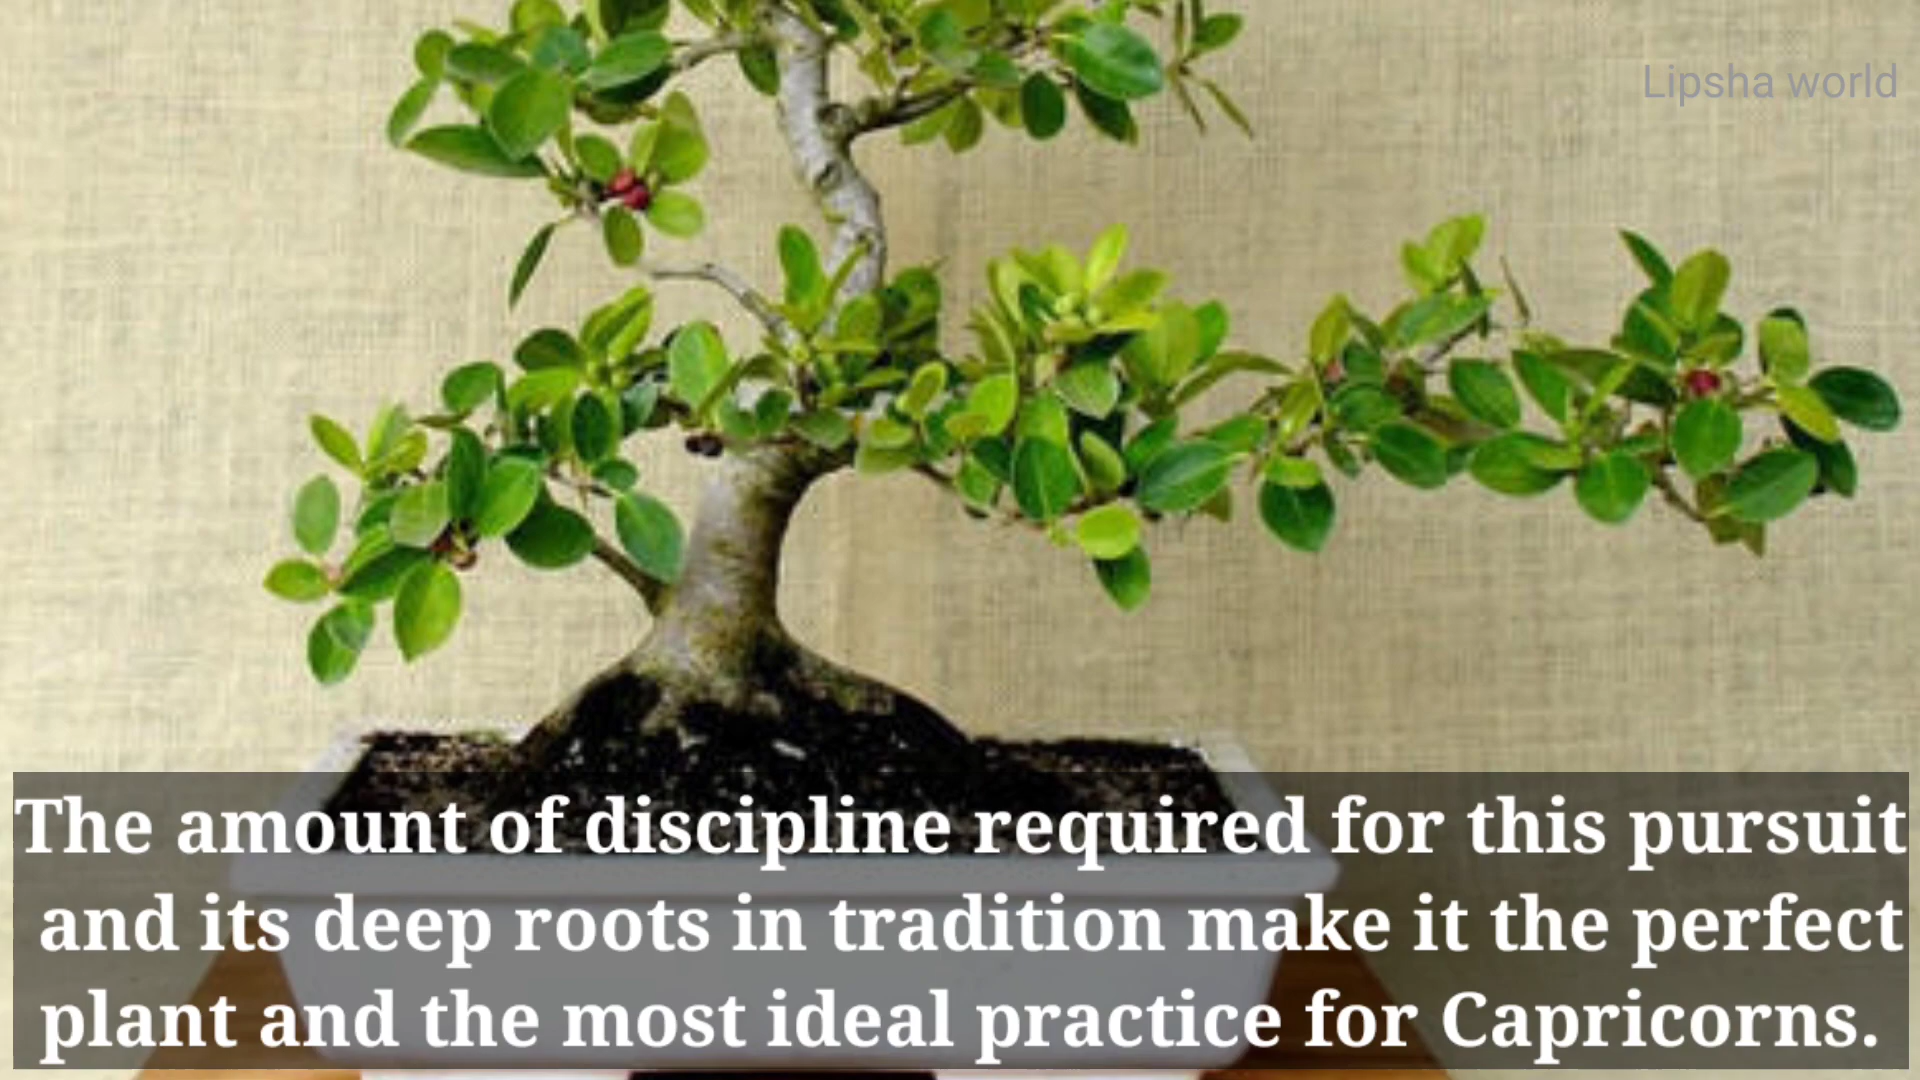 Lipsha world
The amount of discipline required for this pursuit
and its deep roots in tradition make it the perfect
plant and the most ideal practice for Capricorns.